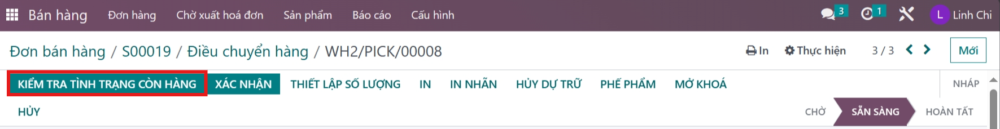 Bán hàng Đơn hàng Chờ xuất hoá đơn Sản phẩm Báo cáo Cấu hình 3 1 L Linh Chi
Đơn bán hàng / S00019 / Điều chuyển hàng / WH2/PICK/00008 In Thực hiện 3 / 3 Mới
KIỂM TRA TÌNH TRẠNG CÒN HÀNG XÁC NHẬN THIẾT LẬP SỐ LƯỢNG IN IN NHÃN HỦY DỰ TRỮ PHẾ PHẨM MỞ KHOÁ NHÁP
HỦY CHỜ SẴN SÀNG HOÀN TẤT